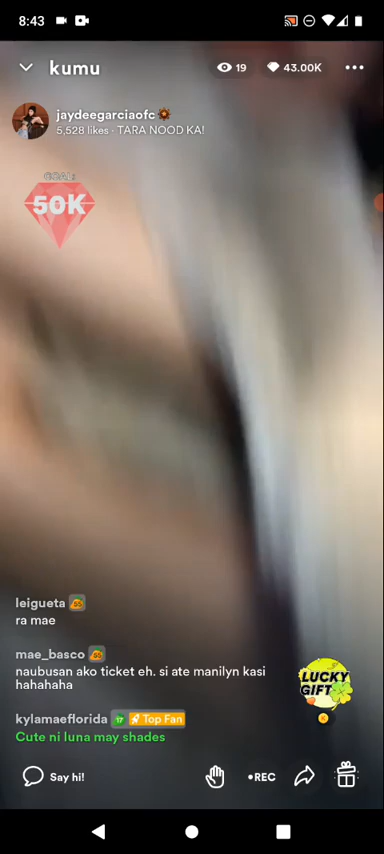 8:43
kumu
19
43.00K
jaydeegarciaofc
5,528 likes · TARA NOOD KA!
GOAL:
50K
leigueta
ra mae
mae_basco
naubusan ako ticket eh. si ate manilyn kasi
hahahaha
LUCKY
GIFT
kylamaeflorida Top Fan
Cute ni luna may shades
Say hi!
•REC